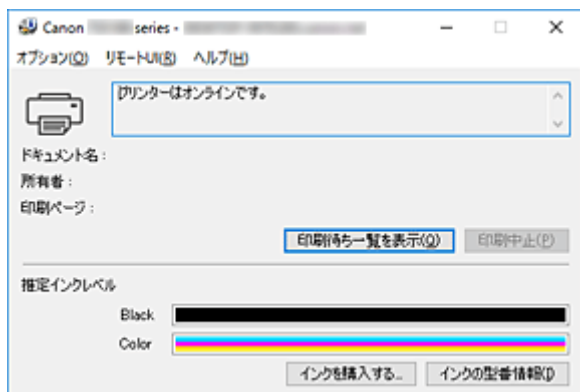 Canon series -
オプション(O) リモートUI(R) ヘルプ(H)
プリンターはオンラインです。
ドキュメント名 :
所有者 :
印刷ページ :
印刷待ち一覧を表示(Q) 印刷中止(P)
推定インクレベル
Black
Color
インクを購入する... インクの型番情報(I)